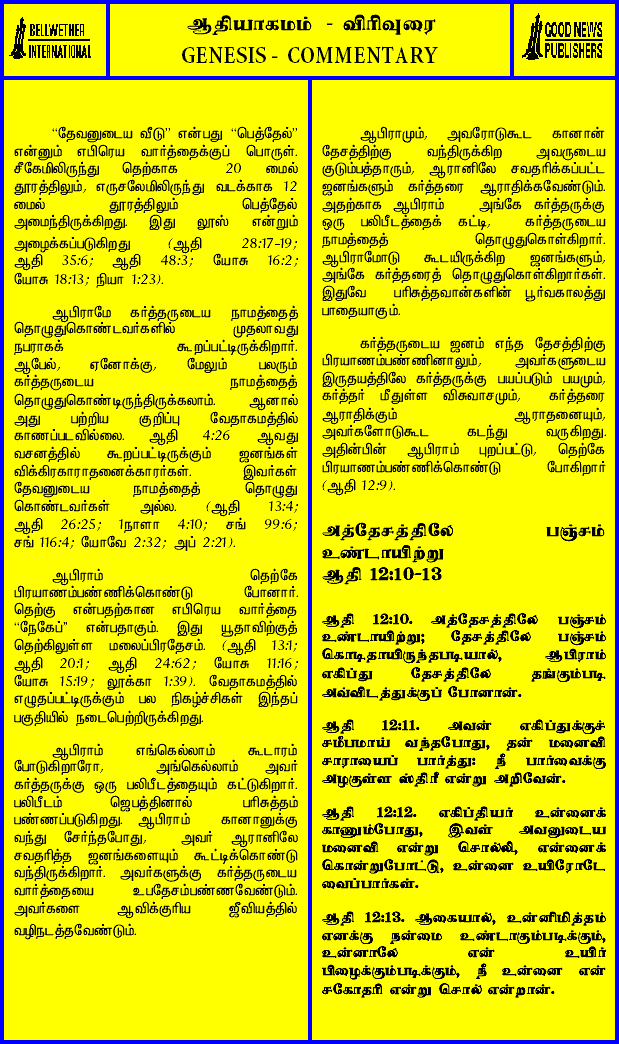 BELLWETHER
INTERNATIONAL
ஆதியாகமம் - விரிவுரை
GENESIS - COMMENTARY
GOOD NEWS
PUBLISHERS
“தேவனுடைய வீடு” என்பது “பெத்தேல்”
என்னும் எபிரெய வார்த்தைக்குப் பொருள்.
சீகேமிலிருந்து தெற்காக 20 மைல்
தூரத்திலும், எருசலேமிலிருந்து வடக்காக 12
மைல் தூரத்திலும் பெத்தேல்
அமைந்திருக்கிறது. இது லூஸ் என்றும்
அழைக்கப்படுகிறது (ஆதி 28:17-19;
ஆதி 35:6; ஆதி 48:3; யோசு 16:2;
யோசு 18:13; நியா 1:23).
ஆபிராமே கர்த்தருடைய நாமத்தைத்
தொழுதுகொண்டவர்களில் முதலாவது
நபராகக் கூறப்பட்டிருக்கிறார்.
ஆபேல், ஏனோக்கு, மேலும் பலரும்
கர்த்தருடைய நாமத்தைத்
தொழுதுகொண்டிருந்திருக்கலாம். ஆனால்
அது பற்றிய குறிப்பு வேதாகமத்தில்
காணப்படவில்லை. ஆதி 4:26 ஆவது
வசனத்தில் கூறப்பட்டிருக்கும் ஜனங்கள்
விக்கிரகாராதனைக்காரர்கள். இவர்கள்
தேவனுடைய நாமத்தைத் தொழுது
கொண்டவர்கள் அல்ல. (ஆதி 13:4;
ஆதி 26:25; 1நாளா 4:10; சங் 99:6;
சங் 116:4; யோவே 2:32; அப் 2:21).
ஆபிராம் தெற்கே
பிரயாணம்பண்ணிக்கொண்டு போனார்.
தெற்கு என்பதற்கான எபிரெய வார்த்தை
“நேகேப்” என்பதாகும். இது யூதாவிற்குத்
தெற்கிலுள்ள மலைப்பிரதேசம். (ஆதி 13:1;
ஆதி 20:1; ஆதி 24:62; யோசு 11:16;
யோசு 15:19; லூக்கா 1:39). வேதாகமத்தில்
எழுதப்பட்டிருக்கும் பல நிகழ்ச்சிகள் இந்தப்
பகுதியில் நடைபெற்றிருக்கிறது.
ஆபிராம் எங்கெல்லாம் கூடாரம்
போடுகிறாரோ, அங்கெல்லாம் அவர்
கர்த்தருக்கு ஒரு பலிபீடத்தையும் கட்டுகிறார்.
பலிபீடம் ஜெபத்தினால் பரிசுத்தம்
பண்ணப்படுகிறது. ஆபிராம் கானானுக்கு
வந்து சேர்ந்தபோது, அவர் ஆரானிலே
சவதரித்த ஜனங்களையும் கூட்டிக்கொண்டு
வந்திருக்கிறார். அவர்களுக்கு கர்த்தருடைய
வார்த்தையை உபதேசம்பண்ணவேண்டும்.
அவர்களை ஆவிக்குரிய ஜீவியத்தில்
வழிநடத்தவேண்டும்.
ஆபிராமும், அவரோடுகூட கானான்
தேசத்திற்கு வந்திருக்கிற அவருடைய
குடும்பத்தாரும், ஆரானிலே சவதரிக்கப்பட்ட
ஜனங்களும் கர்த்தரை ஆராதிக்கவேண்டும்.
அதற்காக ஆபிராம் அங்கே கர்த்தருக்கு
ஒரு பலிபீடத்தைக் கட்டி, கர்த்தருடைய
நாமத்தைத் தொழுதுகொள்கிறார்.
ஆபிராமோடு கூடயிருக்கிற ஜனங்களும்,
அங்கே கர்த்தரைத் தொழுதுகொள்கிறார்கள்.
இதுவே பரிசுத்தவான்களின் பூர்வகாலத்து
பாதையாகும்.
கர்த்தருடைய ஜனம் எந்த தேசத்திற்கு
பிரயாணம்பண்ணினாலும், அவர்களுடைய
இருதயத்திலே கர்த்தருக்கு பயப்படும் பயமும்,
கர்த்தர் மீதுள்ள விசுவாசமும், கர்த்தரை
ஆராதிக்கும் ஆராதனையும்,
அவர்களோடுகூட கடந்து வருகிறது.
அதின்பின் ஆபிராம் புறப்பட்டு, தெற்கே
பிரயாணம்பண்ணிக்கொண்டு போகிறார்
(ஆதி 12:9).
அத்தேசத்திலே பஞ்சம்
உண்டாயிற்று
ஆதி 12:10-13
ஆதி 12:10. அத்தேசத்திலே பஞ்சம்
உண்டாயிற்று; தேசத்திலே பஞ்சம்
கொடிதாயிருந்தபடியால், ஆபிராம்
எகிப்து தேசத்திலே தங்கும்படி
அவ்விடத்துக்குப் போனான்.
ஆதி 12:11. அவன் எகிப்துக்குச்
சமீபமாய் வந்தபோது, தன் மனைவி
சாராயைப் பார்த்து: நீ பார்வைக்கு
அழகுள்ள ஸ்திரீ என்று அறிவேன்.
ஆதி 12:12. எகிப்தியர் உன்னைக்
காணும்போது, இவள் அவனுடைய
மனைவி என்று சொல்லி, என்னைக்
கொன்றுபோட்டு, உன்னை உயிரோடே
வைப்பார்கள்.
ஆதி 12:13. ஆகையால், உன்னிமித்தம்
எனக்கு நன்மை உண்டாகும்படிக்கும்,
உன்னாலே என் உயிர்
பிழைக்கும்படிக்கும், நீ உன்னை என்
சகோதரி என்று சொல் என்றான்.